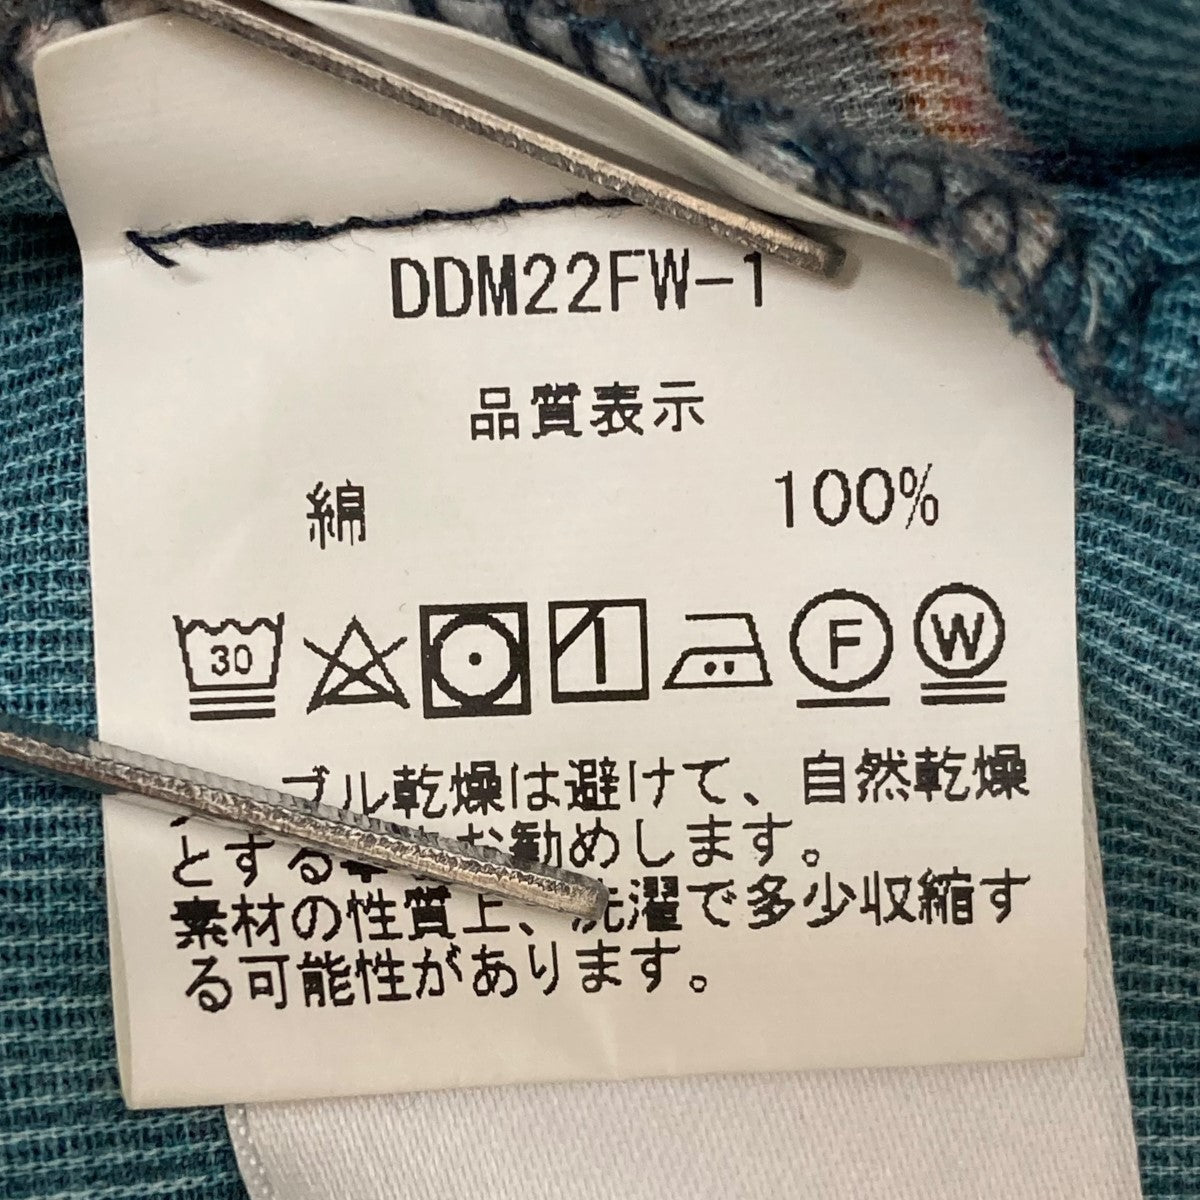 DDM22FW-1
品質表示
綿 100%
30 F W
ブル乾燥は避けて、自然乾燥
とする お勧めします。
素材の性質上、洗濯で多少収縮す
る可能性があります。